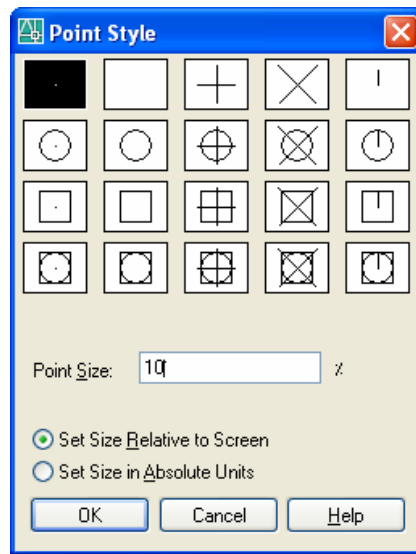 Point Style
Point Size: 10 %
Set Size Relative to Screen
Set Size in Absolute Units
OK Cancel Help